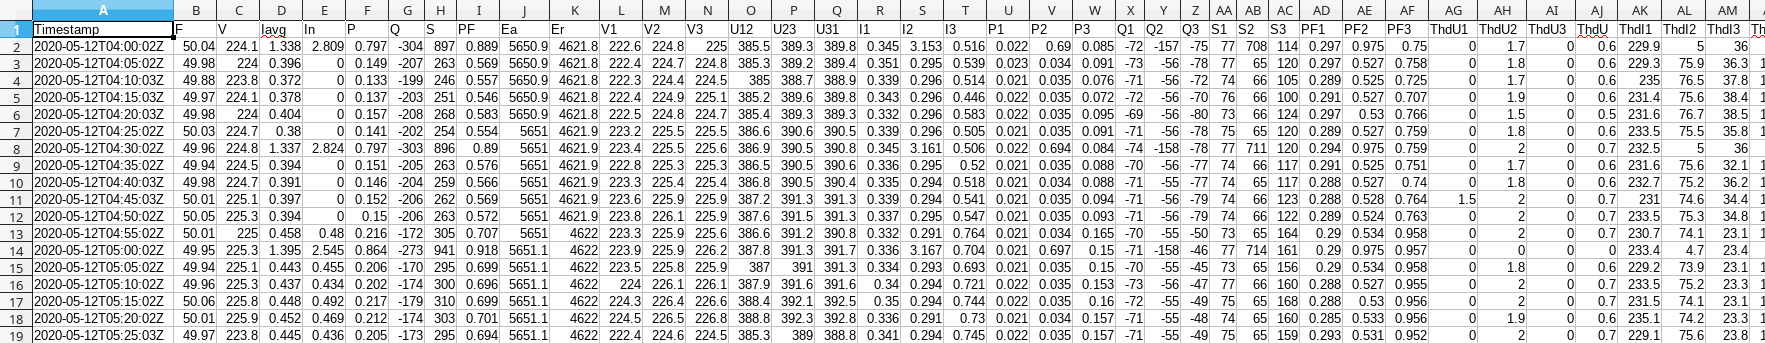 A B C D E F G H I J K L M N O P Q R S T U V W X Y Z AA AB AC AD AE AF AG AH AI AJ AK AL AM
1 Timestamp F V Iavg In P Q S PF Ea Er V1 V2 V3 U12 U23 U31 I1 I2 I3 P1 P2 P3 Q1 Q2 Q3 S1 S2 S3 PF1 PF2 PF3 ThdU1 ThdU2 ThdU3 ThdU ThdI1 ThdI2 ThdI3 Th
2 2020-05-12T04:00:02Z 50.04 224.1 1.338 2.809 0.797 -304 897 0.889 5650.9 4621.8 222.6 224.8 225 385.5 389.3 389.8 0.345 3.153 0.516 0.022 0.69 0.085 -72 -157 -75 77 708 114 0.297 0.975 0.75 0 1.7 0 0.6 229.9 5 36
3 2020-05-12T04:05:02Z 49.98 224 0.396 0 0.149 -207 263 0.569 5650.9 4621.8 222.4 224.7 224.8 385.3 389.2 389.4 0.351 0.295 0.539 0.023 0.034 0.091 -73 -56 -78 77 65 120 0.297 0.527 0.758 0 1.8 0 0.6 229.3 75.9 36.3 1
4 2020-05-12T04:10:03Z 49.88 223.8 0.372 0 0.133 -199 246 0.557 5650.9 4621.8 222.3 224.4 224.5 385 388.7 388.9 0.339 0.296 0.514 0.021 0.035 0.076 -71 -56 -72 74 66 105 0.289 0.525 0.725 0 1.7 0 0.6 235 76.5 37.8 1
5 2020-05-12T04:15:03Z 49.97 224.1 0.378 0 0.137 -203 251 0.546 5650.9 4621.8 222.4 224.9 225.1 385.2 389.6 389.8 0.343 0.296 0.446 0.022 0.035 0.072 -72 -56 -70 76 66 100 0.291 0.527 0.707 0 1.9 0 0.6 231.4 75.6 38.4 1
6 2020-05-12T04:20:03Z 49.98 224 0.404 0 0.157 -208 268 0.583 5650.9 4621.8 222.5 224.8 224.7 385.4 389.3 389.3 0.332 0.296 0.583 0.022 0.035 0.095 -69 -56 -80 73 66 124 0.297 0.53 0.766 0 1.5 0 0.5 231.6 76.7 38.5 1
7 2020-05-12T04:25:02Z 50.03 224.7 0.38 0 0.141 -202 254 0.554 5651 4621.9 223.2 225.5 225.5 386.6 390.6 390.5 0.339 0.296 0.505 0.021 0.035 0.091 -71 -56 -78 75 65 120 0.289 0.527 0.759 0 1.8 0 0.6 233.5 75.5 35.8 1
8 2020-05-12T04:30:02Z 49.96 224.8 1.337 2.824 0.797 -303 896 0.89 5651 4621.9 223.4 225.5 225.6 386.9 390.5 390.8 0.345 3.161 0.506 0.022 0.694 0.084 -74 -158 -78 77 711 120 0.294 0.975 0.759 0 2 0 0.7 232.5 5 36
9 2020-05-12T04:35:02Z 49.94 224.5 0.394 0 0.151 -205 263 0.576 5651 4621.9 222.8 225.3 225.3 386.5 390.5 390.6 0.336 0.295 0.52 0.021 0.035 0.088 -70 -56 -77 74 66 117 0.291 0.525 0.751 0 1.7 0 0.6 231.6 75.6 32.1 1
10 2020-05-12T04:40:03Z 49.98 224.7 0.391 0 0.146 -204 259 0.566 5651 4621.9 223.3 225.4 225.4 386.8 390.5 390.4 0.335 0.294 0.518 0.021 0.034 0.088 -71 -55 -77 74 65 117 0.288 0.527 0.74 0 1.8 0 0.6 232.7 75.2 36.2 1
11 2020-05-12T04:45:03Z 50.01 225.1 0.397 0 0.152 -206 262 0.569 5651 4621.9 223.7 225.9 225.9 387.2 391.3 391.3 0.339 0.294 0.541 0.021 0.035 0.094 -71 -56 -79 74 66 123 0.288 0.528 0.764 1.5 2 0 0.7 231 74.6 34.4 1
12 2020-05-12T04:50:02Z 50.05 225.3 0.394 0 0.15 -206 263 0.572 5651 4621.9 223.8 226.1 225.9 387.6 391.5 391.3 0.337 0.295 0.547 0.021 0.035 0.093 -71 -56 -79 74 66 122 0.289 0.524 0.763 0 2 0 0.7 233.5 75.3 34.8 1
13 2020-05-12T04:55:02Z 50.01 225 0.458 0.48 0.216 -172 305 0.707 5651 4622 223.3 225.9 225.6 386.6 391.2 390.8 0.332 0.291 0.764 0.021 0.034 0.165 -70 -55 -50 73 65 164 0.29 0.534 0.958 0 2 0 0.7 230.7 74.1 23.1 1
14 2020-05-12T05:00:02Z 49.95 225.3 1.395 2.545 0.864 -273 941 0.918 5651.1 4622 223.9 225.9 226.2 387.8 391.3 391.7 0.336 3.167 0.704 0.021 0.697 0.15 -71 -158 -46 77 714 161 0.29 0.975 0.957 0 0 0 0 233.4 4.7 23.4
15 2020-05-12T05:05:02Z 49.94 225.1 0.443 0.455 0.206 -170 295 0.699 5651.1 4622 223.5 225.8 225.9 387 391 391.3 0.334 0.293 0.693 0.021 0.035 0.15 -70 -55 -45 73 65 156 0.29 0.534 0.958 0 1.8 0 0.6 229.2 73.9 23.1 1
16 2020-05-12T05:10:02Z 49.96 225.3 0.437 0.434 0.202 -174 300 0.696 5651.1 4622 224 226.1 226.1 387.9 391.6 391.6 0.34 0.294 0.721 0.022 0.035 0.153 -73 -56 -47 77 66 160 0.288 0.527 0.955 0 2 0 0.7 233.5 75.2 23.3 1
17 2020-05-12T05:15:02Z 50.06 225.8 0.448 0.492 0.217 -179 310 0.699 5651.1 4622 224.3 226.4 226.6 388.4 392.1 392.5 0.35 0.294 0.744 0.022 0.035 0.16 -72 -55 -49 75 65 168 0.288 0.53 0.956 0 2 0 0.7 231.5 74.1 23.1 1
18 2020-05-12T05:20:02Z 50.01 225.9 0.452 0.469 0.212 -174 303 0.701 5651.1 4622 224.5 226.5 226.8 388.8 392.3 392.8 0.336 0.291 0.73 0.021 0.034 0.157 -71 -55 -48 74 65 160 0.285 0.533 0.956 0 1.9 0 0.6 235.1 74.2 23.3 1
19 2020-05-12T05:25:03Z 49.97 223.8 0.445 0.436 0.205 -173 295 0.694 5651.1 4622 222.4 224.6 224.5 385.3 389 388.8 0.341 0.294 0.745 0.022 0.035 0.157 -71 -55 -49 75 65 159 0.293 0.531 0.952 0 2 0 0.7 229.1 75.6 23.8 1